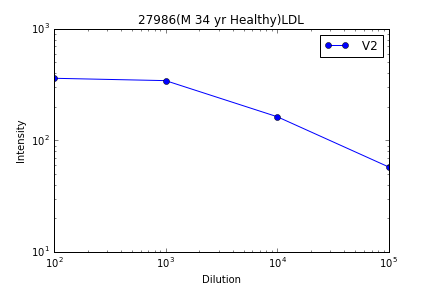 27986(M 34 yr Healthy)LDL
V2
10³
10²
10¹
Intensity
10² 10³ 10⁴ 10⁵
Dilution